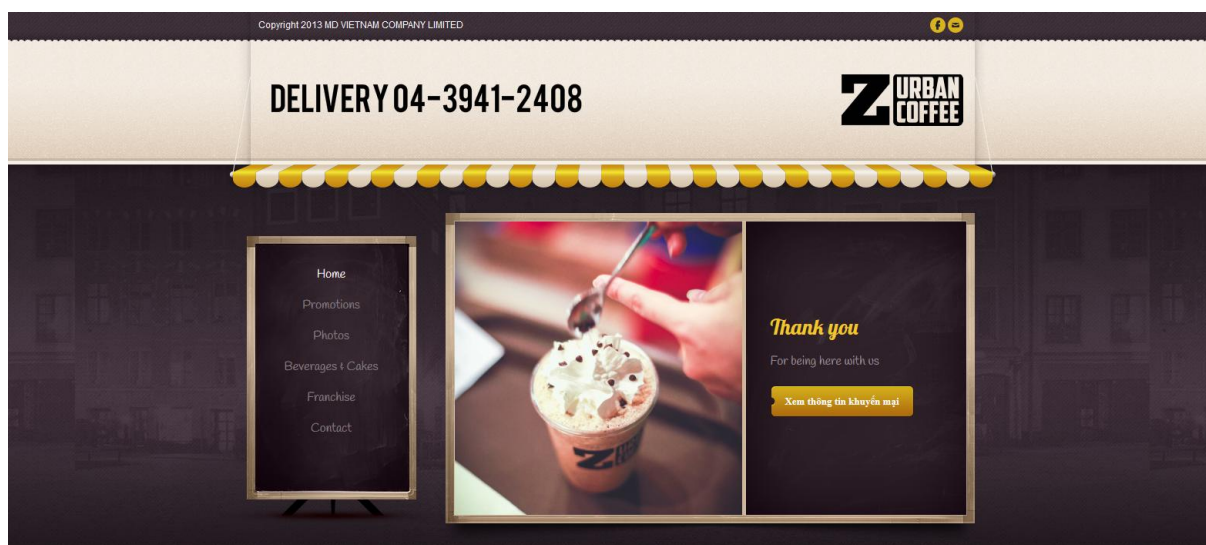 Copyright 2013 MD VIETNAM COMPANY LIMITED
DELIVERY 04-3941-2408
Z URBAN
COFFEE
Home
Promotions
Photos
Beverages & Cakes
Franchise
Contact
Z
Thank you
For being here with us
Xem thông tin khuyến mại